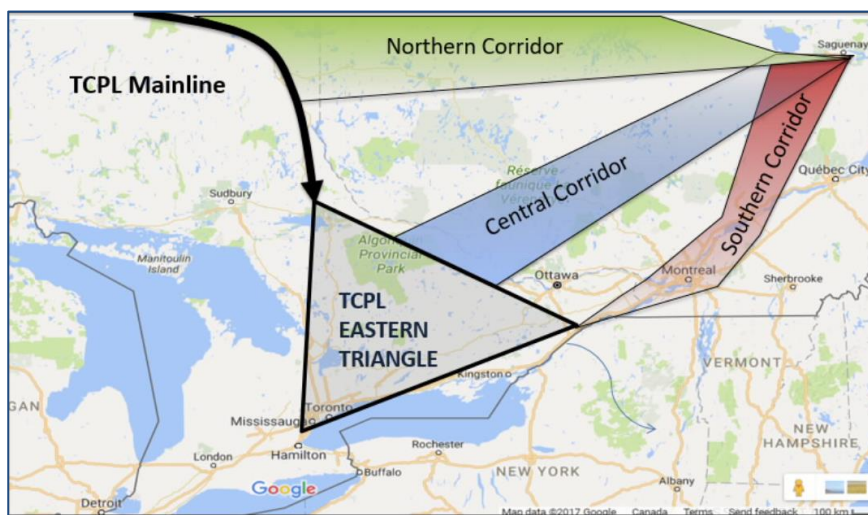 Northern Corridor
Saguenay
TCPL Mainline
Southern Corridor
Central Corridor
Réserve
faunique
Québec City
Sudbury
Algon
Provincial
Park
Manitoulin
Island
Ottawa
Montreal
Sherbrooke
TCPL
EASTERN
TRIANGLE
VERMONT
Kingston
GAN
Toronto
Mississauga
Hamilton
NEW
HAMPSHIRE
London
Rochester
Buffalo
NEW YORK
Albany
Google
Detroit
Map data ©2017 Google Canada Terms Send feedback 100 km